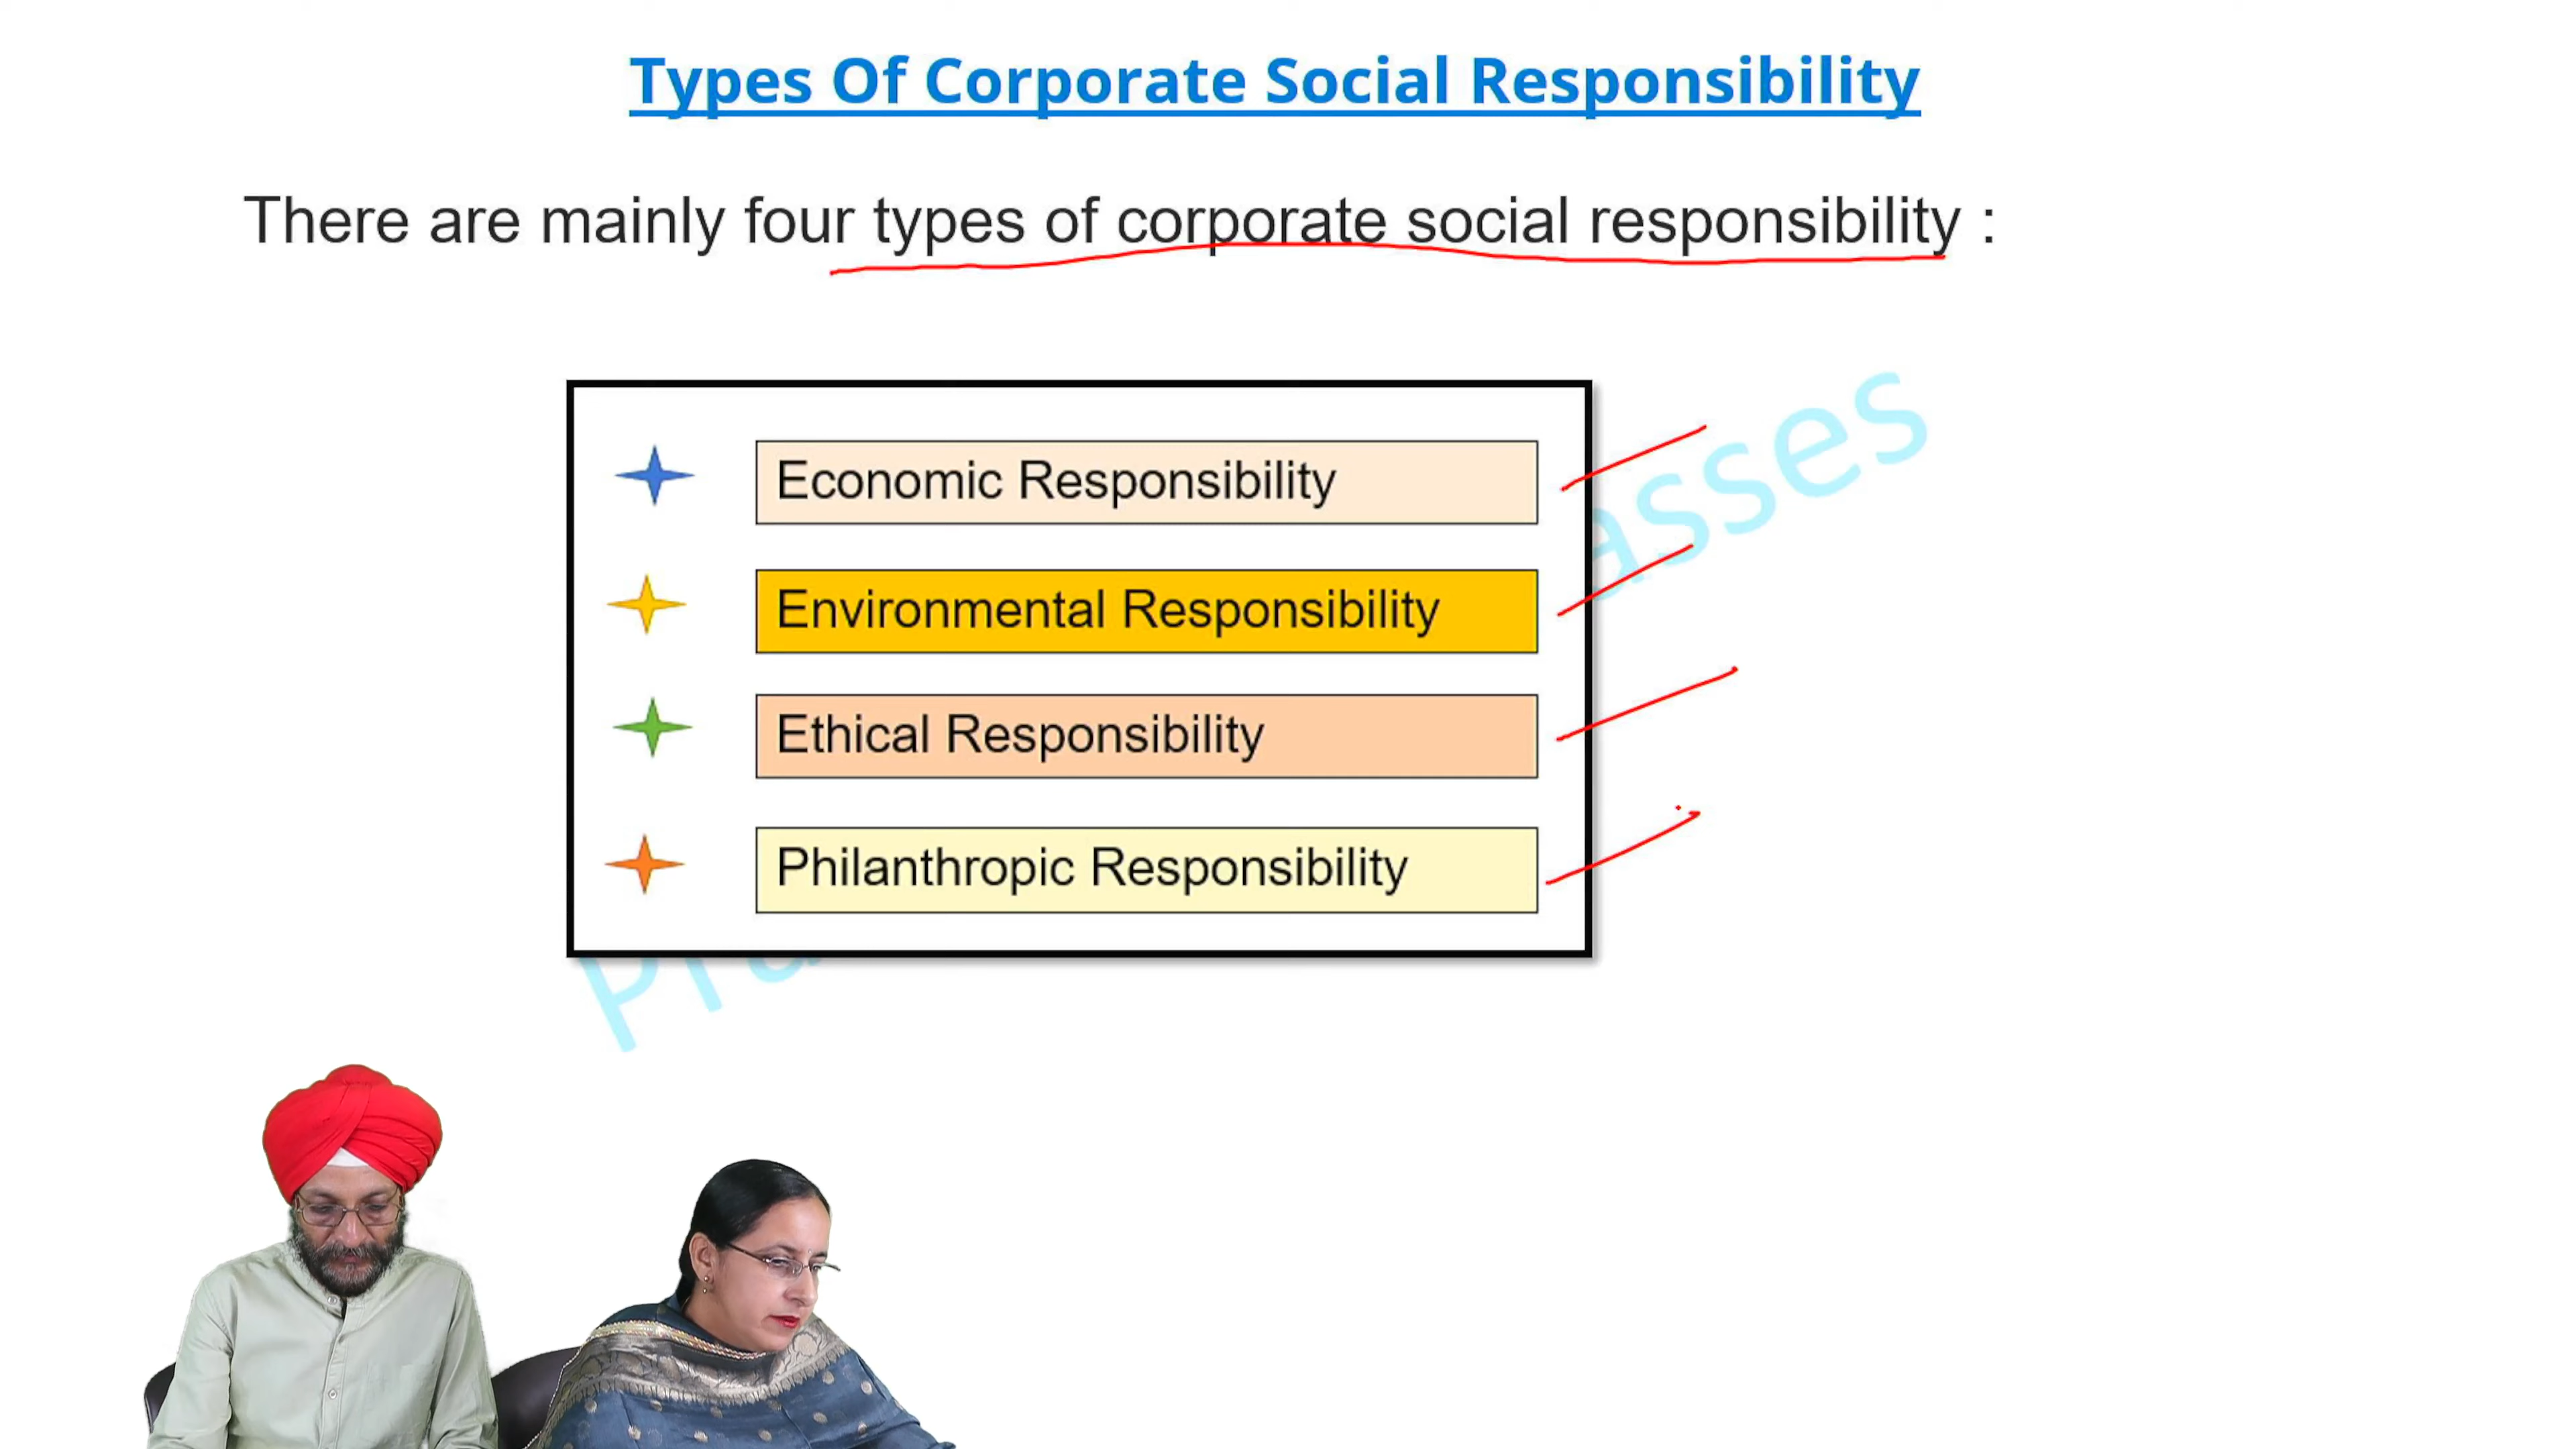 Types Of Corporate Social Responsibility
There are mainly four types of corporate social responsibility :
Economic Responsibility
Environmental Responsibility
Ethical Responsibility
Philanthropic Responsibility